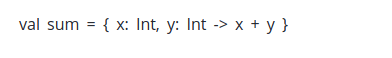 val sum = { x: Int, y: Int -> x + y }